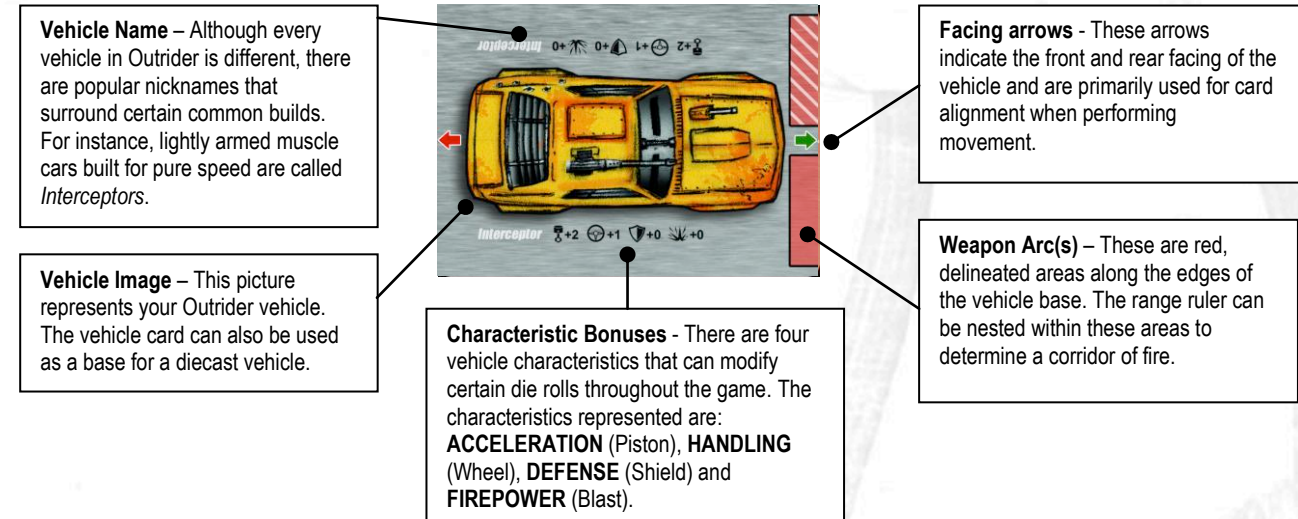 Vehicle Name – Although every
vehicle in Outrider is different, there
are popular nicknames that
surround certain common builds.
For instance, lightly armed muscle
cars built for pure speed are called
Interceptors.
Vehicle Image – This picture
represents your Outrider vehicle.
The vehicle card can also be used
as a base for a diecast vehicle.
Interceptor +2 +1 +0 +0
Interceptor +2 +1 +0 +0
Characteristic Bonuses - There are four
vehicle characteristics that can modify
certain die rolls throughout the game. The
characteristics represented are:
ACCELERATION (Piston), HANDLING
(Wheel), DEFENSE (Shield) and
FIREPOWER (Blast).
Facing arrows - These arrows
indicate the front and rear facing of the
vehicle and are primarily used for card
alignment when performing
movement.
Weapon Arc(s) – These are red,
delineated areas along the edges of
the vehicle base. The range ruler can
be nested within these areas to
determine a corridor of fire.